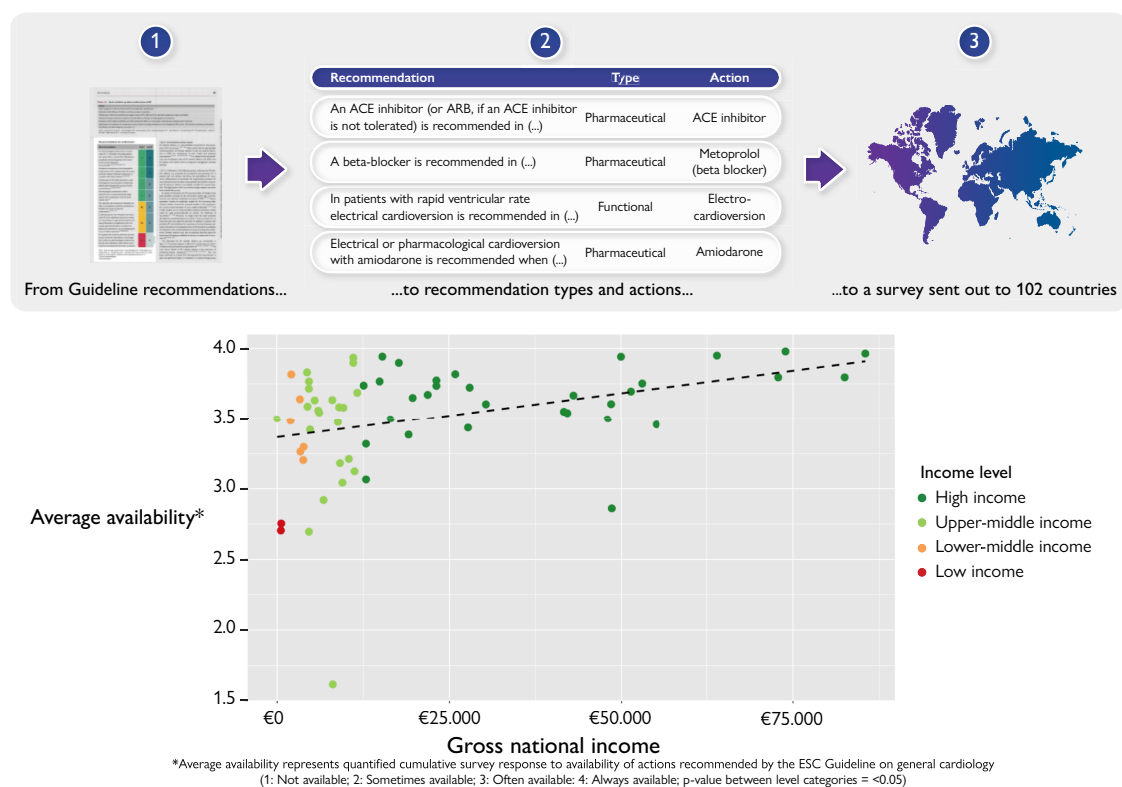 1
2
3
Recommendation Type Action
An ACE inhibitor (or ARB, if an ACE inhibitor
is not tolerated) is recommended in (...)
Pharmaceutical
ACE inhibitor
A beta-blocker is recommended in (...)
Pharmaceutical
Metoprolol
(beta blocker)
In patients with rapid ventricular rate
electrical cardioversion is recommended in (...)
Functional
Electro-
cardioversion
Electrical or pharmacological cardioversion
with amiodarone is recommended when (...)
Pharmaceutical
Amiodarone
From Guideline recommendations...
...to recommendation types and actions...
...to a survey sent out to 102 countries
Average availability*
4.0
3.5
3.0
2.5
2.0
1.5
€0
€25.000
€50.000
€75.000
Gross national income
Income level
High income
Upper-middle income
Lower-middle income
Low income
*Average availability represents quantified cumulative survey response to availability of actions recommended by the ESC Guideline on general cardiology
(1: Not available; 2: Sometimes available; 3: Often available: 4: Always available; p-value between level categories = <0.05)